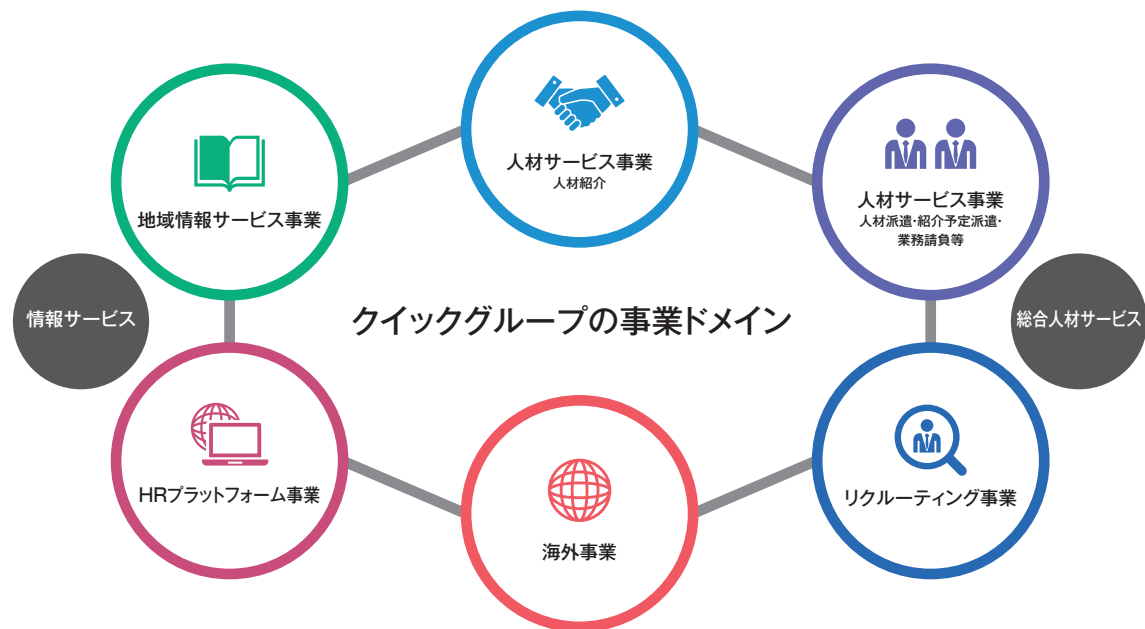 人材サービス事業
人材紹介
地域情報サービス事業
人材サービス事業
人材派遣・紹介予定派遣・
業務請負等
情報サービス
クイックグループの事業ドメイン
総合人材サービス
HRプラットフォーム事業
リクルーティング事業
海外事業